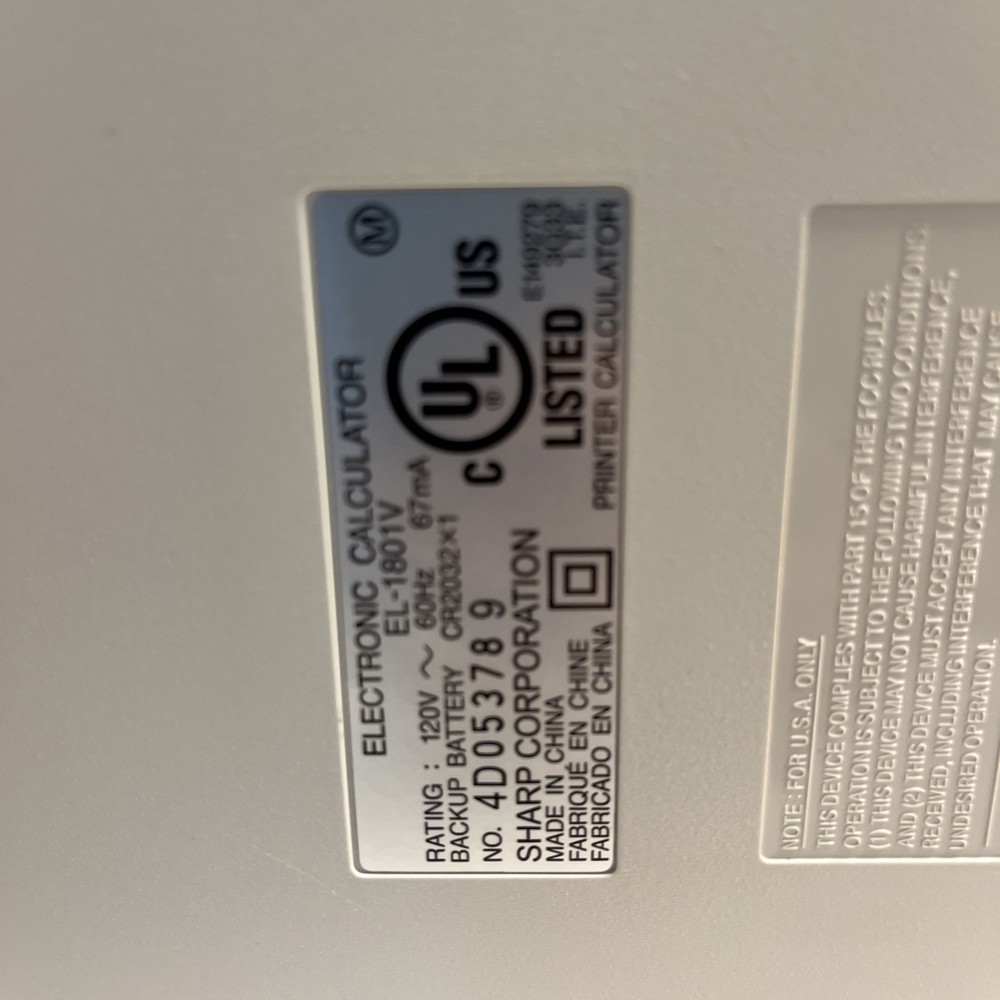 ELECTRONIC CALCULATOR
M
EL-1801V
RATING : 120V ～ 60Hz 67mA
BACKUP BATTERY CR2032×1
NO. 4D053789
SHARP CORPORATION
MADE IN CHINA
FABRIQUÉ EN CHINE
FABRICADO EN CHINA
C UL US
®
LISTED
I.T.E.
PRINTER CALCULATOR
NOTE : FOR U.S.A. ONLY
THIS DEVICE COMPLIES WITH PART 15 OF THE FCC RULES.
OPERATION IS SUBJECT TO THE FOLLOWING TWO CONDITIONS:
(1) THIS DEVICE MAY NOT CAUSE HARMFUL INTERFERENCE,
AND (2) THIS DEVICE MUST ACCEPT ANY INTERFERENCE
RECEIVED, INCLUDING INTERFERENCE THAT MAY CAUSE
UNDESIRED OPERATION.